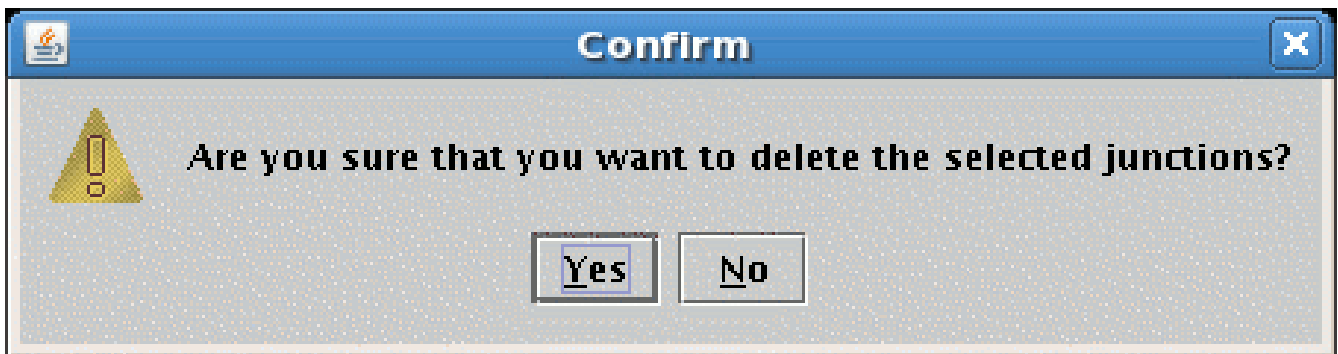 Confirm
Are you sure that you want to delete the selected junctions?
Yes No